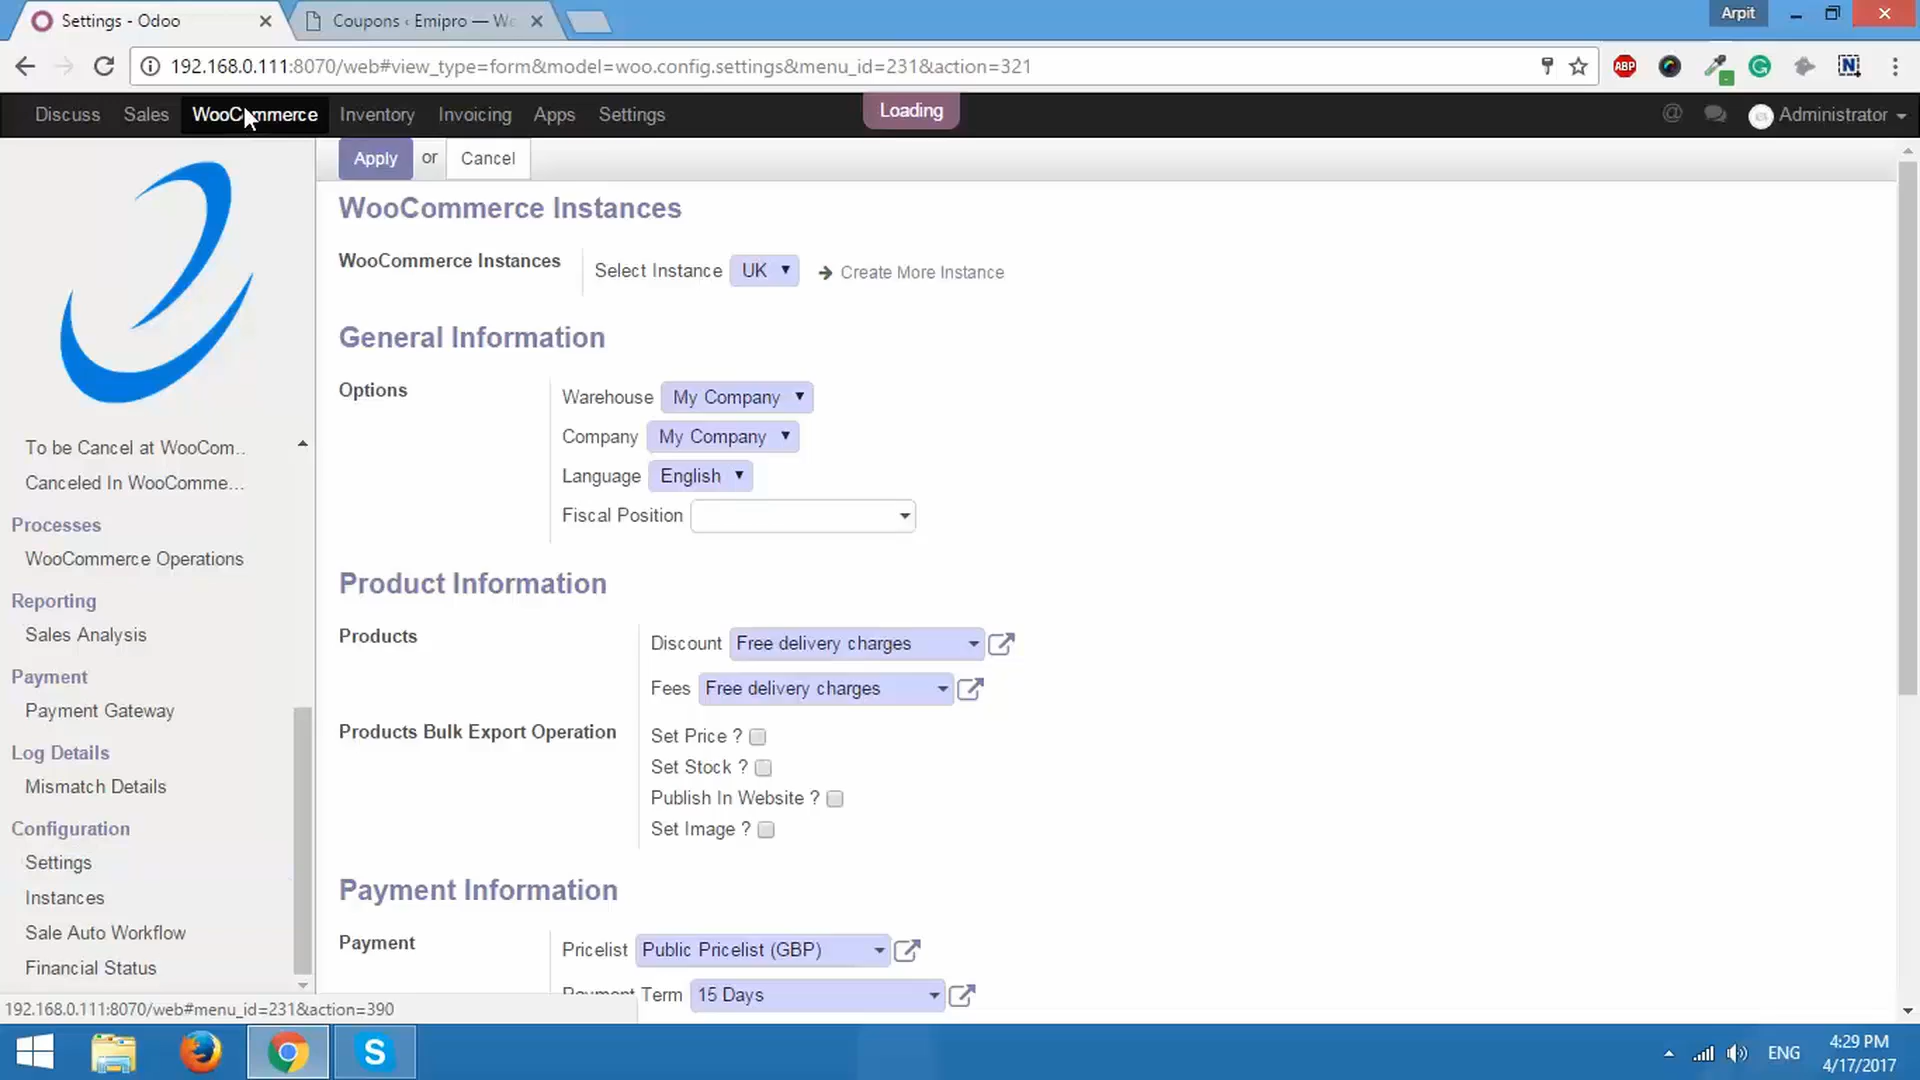 Settings - Odoo
Coupons ‹ Emipro — We
Arpit
192.168.0.111:8070/web#view_type=form&model=woo.config.settings&menu_id=231&action=321
ABP
N
Discuss Sales WooCommerce Inventory Invoicing Apps Settings
Loading
@ Administrator
Apply or Cancel
WooCommerce Instances
WooCommerce Instances
Select Instance UK
Create More Instance
General Information
Options
Warehouse My Company
Company My Company
Language English
Fiscal Position
Product Information
Products
Discount Free delivery charges
Fees Free delivery charges
Products Bulk Export Operation
Set Price ?
Set Stock ?
Publish In Website ?
Set Image ?
Payment Information
Payment
Pricelist Public Pricelist (GBP)
Payment Term 15 Days
To be Cancel at WooCom..
Canceled In WooComme...
Processes
WooCommerce Operations
Reporting
Sales Analysis
Payment
Payment Gateway
Log Details
Mismatch Details
Configuration
Settings
Instances
Sale Auto Workflow
Financial Status
192.168.0.111:8070/web#menu_id=231&action=390
ENG
4:29 PM
4/17/2017